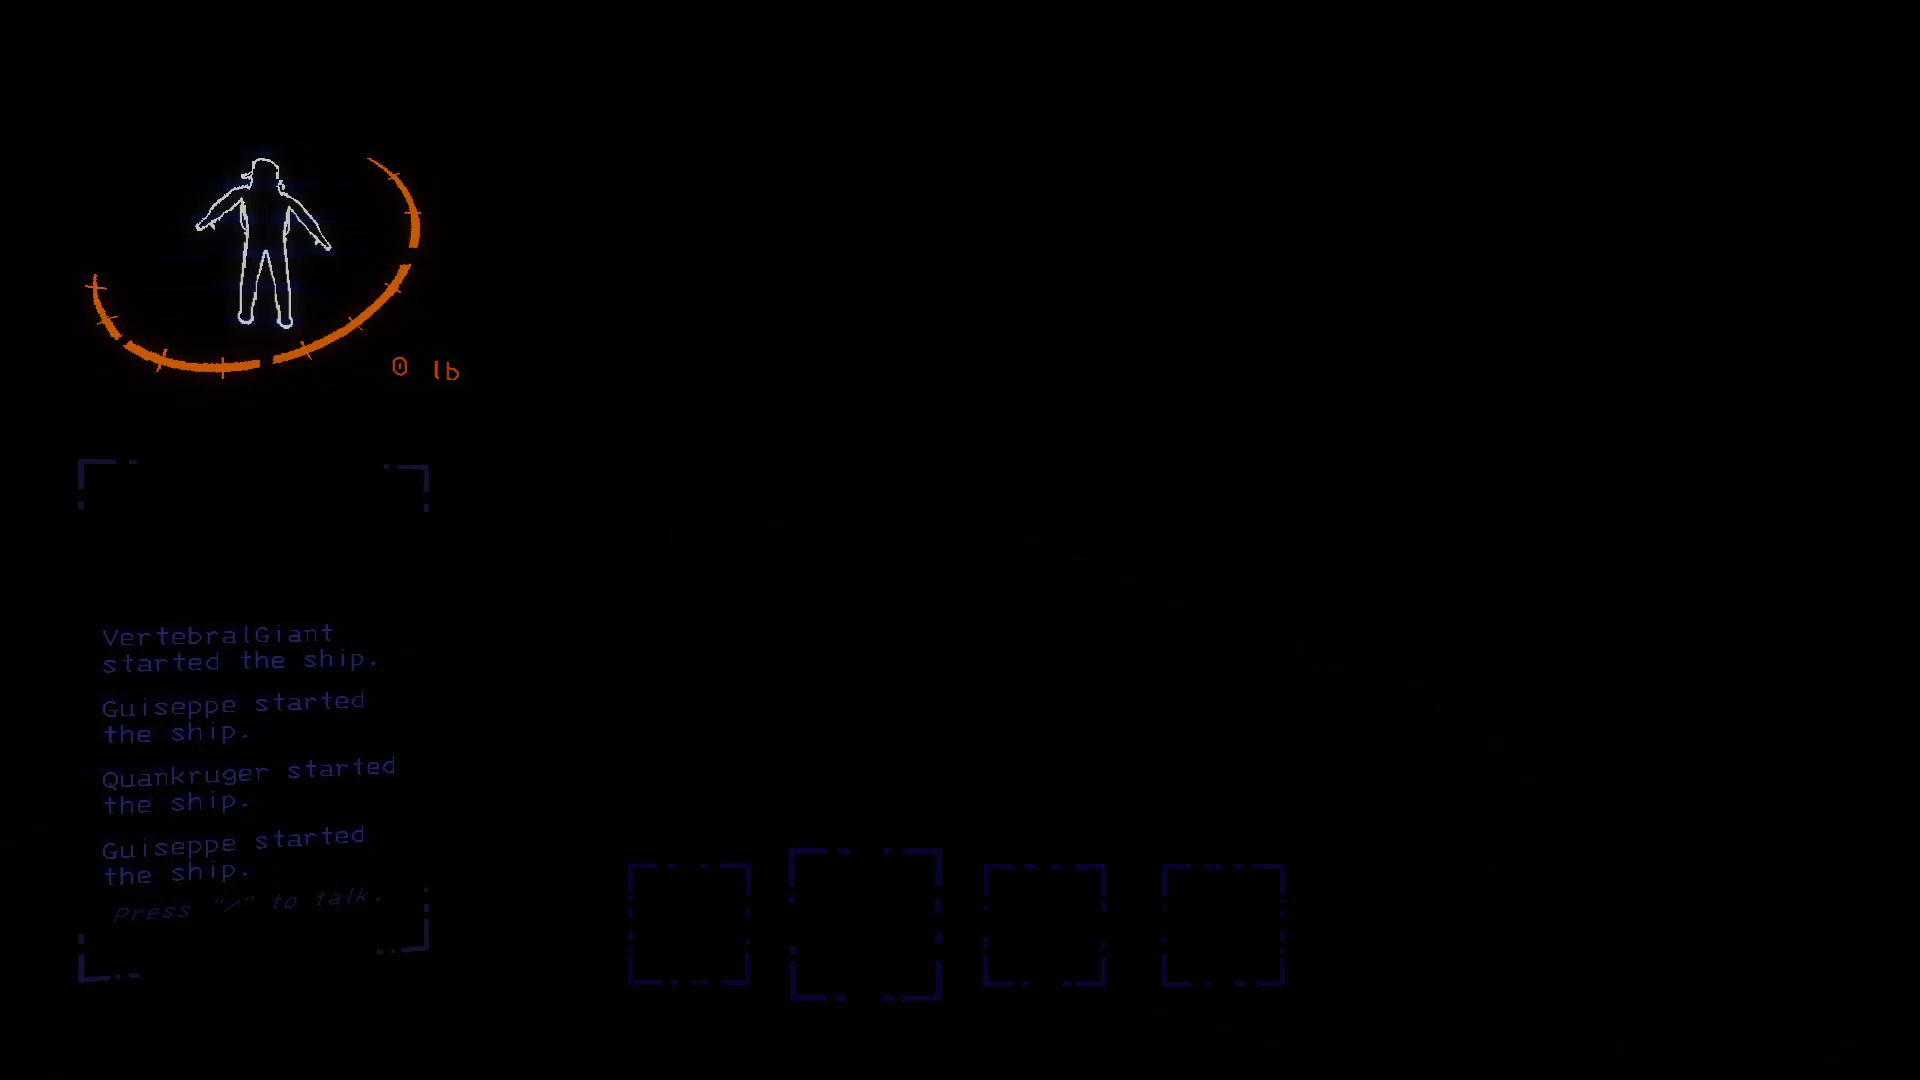 0 lb
VertebralGiant
started the ship.
Guiseppe started
the ship.
Quankruger started
the ship.
Guiseppe started
the ship.
Press "/" to talk.